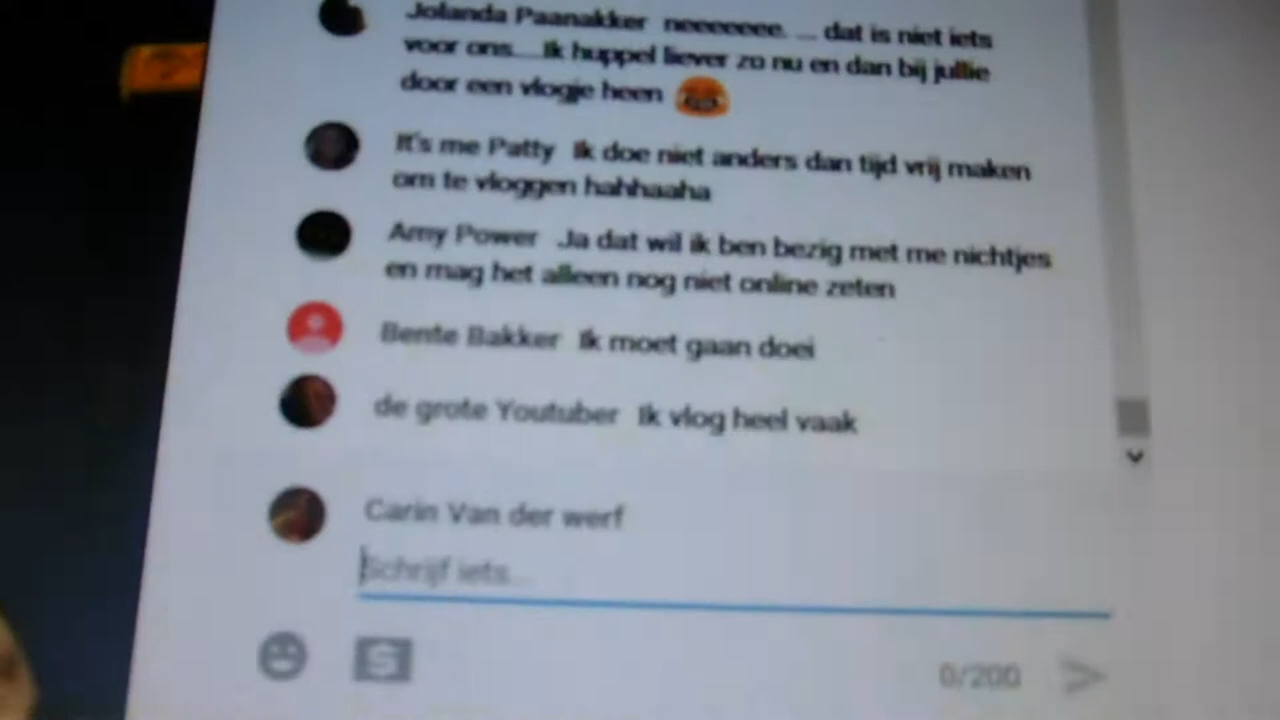 Jolanda Paanakker neeeeeee. ... dat is niet iets
voor ons... Ik huppel liever zo nu en dan bij jullie
door een vlogje heen
It's me Patty Ik doe niet anders dan tijd vrij maken
om te vloggen hahhaaha
Amy Power Ja dat wil ik ben bezig met me nichtjes
en mag het alleen nog niet online zeten
Bente Bakker Ik moet gaan doei
de grote Youtuber Ik vlog heel vaak
Carin Van der werf
Schrijf iets...
0/200